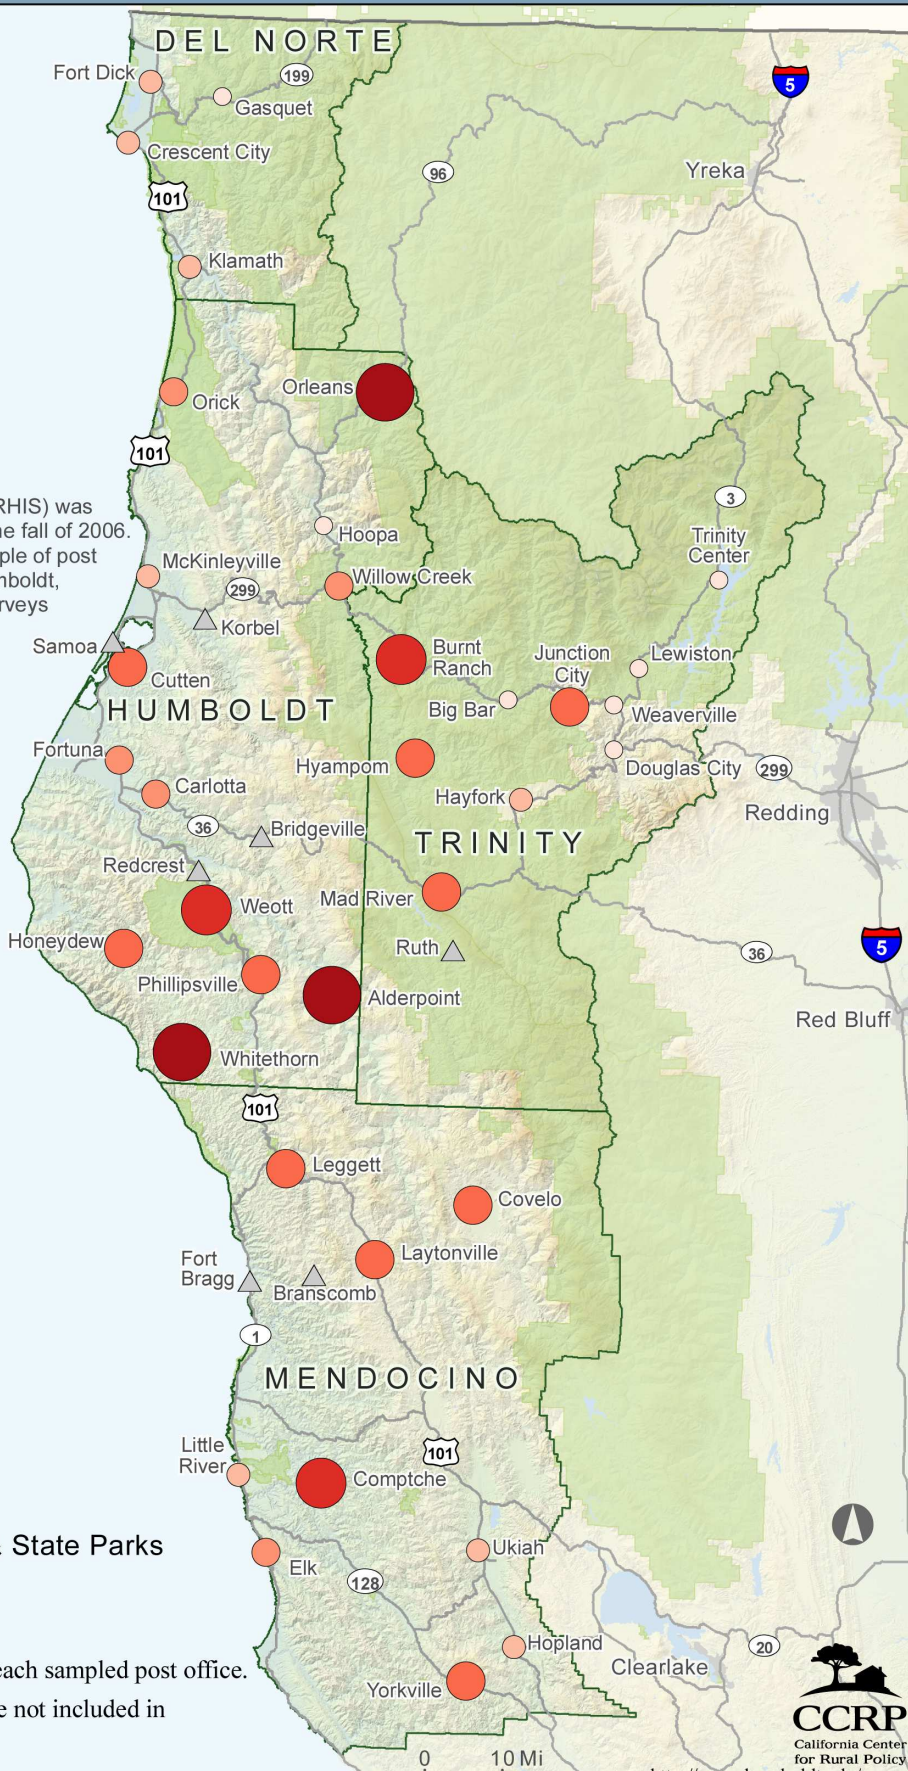 DEL NORTE
Fort Dick
199
5
Gasquet
Crescent City
96
Yreka
101
Klamath
Orleans
Orick
101
RHIS) was
ne fall of 2006.
ple of post
nboldt,
rveys
3
Hoopa
Trinity
Center
McKinleyville
Willow Creek
299
Korbel
Samoa
Burnt
Ranch
Junction
City
Lewiston
Cutten
Big Bar
Weaverville
HUMBOLDT
Fortuna
Hyampom
Douglas City
299
Carlotta
Hayfork
Redding
36
Bridgeville
TRINITY
Redcrest
Mad River
Weott
Honeydew
Ruth
36
5
Phillipsville
Alderpoint
Red Bluff
Whitethorn
101
Leggett
Covelo
Laytonville
Fort
Bragg
Branscomb
1
MENDOCINO
Little
River
101
Comptche
State Parks
Ukiah
Elk
128
Hopland
20
Clearlake
each sampled post office.
Yorkville
e not included in
CCRP
California Center
for Rural Policy
0 10 Mi